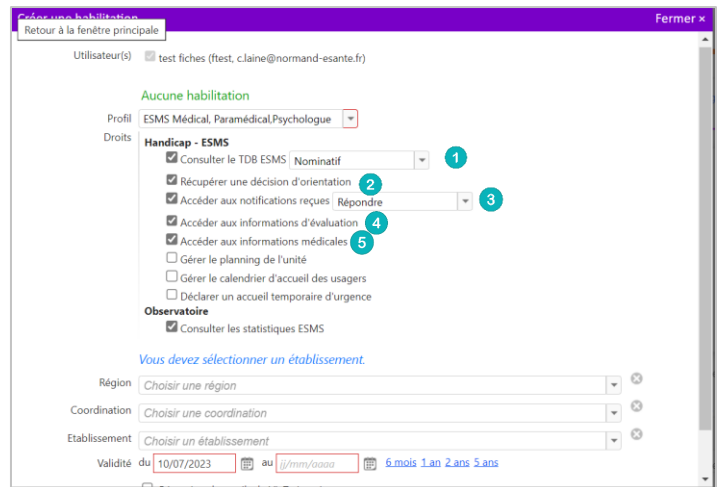 Créer une habilitation
Fermer ×
Retour à la fenêtre principale
Utilisateur(s) test fiches (ftest, c.laine@normand-esante.fr)
Aucune habilitation
Profil ESMS Médical, Paramédical,Psychologue
Droits
Handicap - ESMS
Consulter le TDB ESMS Nominatif 1
Récupérer une décision d'orientation 2
Accéder aux notifications reçues Répondre 3
Accéder aux informations d'évaluation 4
Accéder aux informations médicales 5
Gérer le planning de l'unité
Gérer le calendrier d'accueil des usagers
Déclarer un accueil temporaire d'urgence
Observatoire
Consulter les statistiques ESMS
Vous devez sélectionner un établissement.
Région Choisir une région
Coordination Choisir une coordination
Etablissement Choisir un établissement
Validité du 10/07/2023 au jj/mm/aaaa 6 mois 1 an 2 ans 5 ans